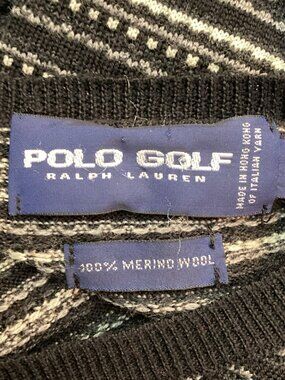 POLO GOLF
RALPH LAUREN
MADE IN HONG KONG
OF ITALIAN YARN
100% MERINO WOOL